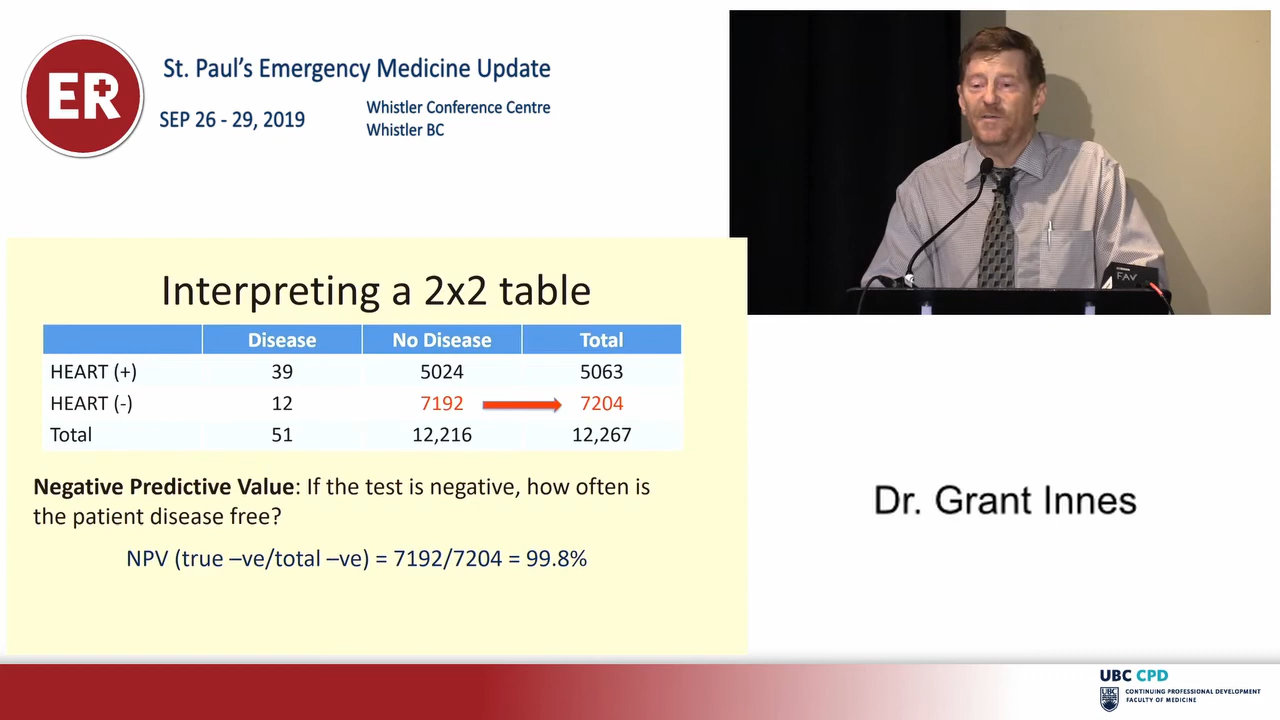 ER
St. Paul's Emergency Medicine Update
SEP 26 - 29, 2019
Whistler Conference Centre
Whistler BC
FAV
Interpreting a 2x2 table
Disease No Disease Total
HEART (+) 39 5024 5063
HEART (-) 12 7192 7204
Total 51 12,216 12,267
Negative Predictive Value: If the test is negative, how often is
the patient disease free?
NPV (true –ve/total –ve) = 7192/7204 = 99.8%
Dr. Grant Innes
UBC CPD
UBC
CONTINUING PROFESSIONAL DEVELOPMENT
FACULTY OF MEDICINE